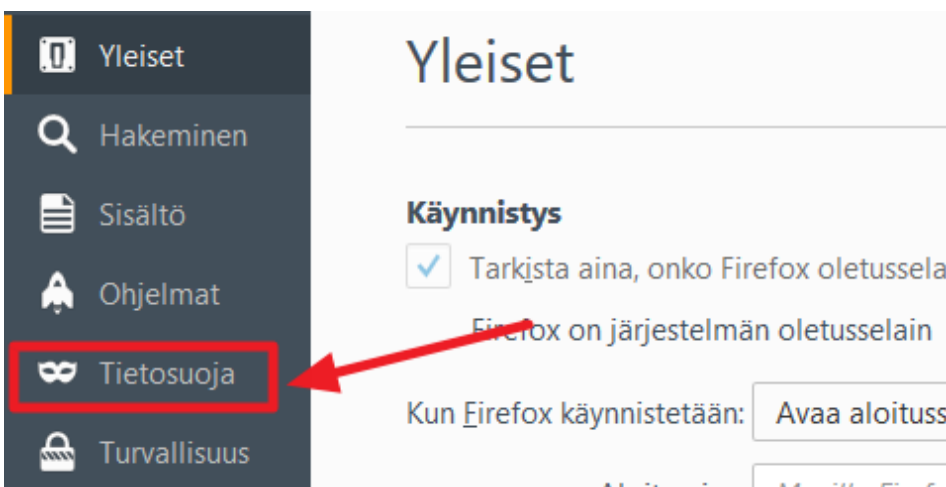 Yleiset
Hakeminen
Sisältö
Ohjelmat
Tietosuoja
Turvallisuus
Yleiset
Käynnistys
Tarkista aina, onko Firefox oletussela
Firefox on järjestelmän oletusselain
Kun Firefox käynnistetään: Avaa aloituss